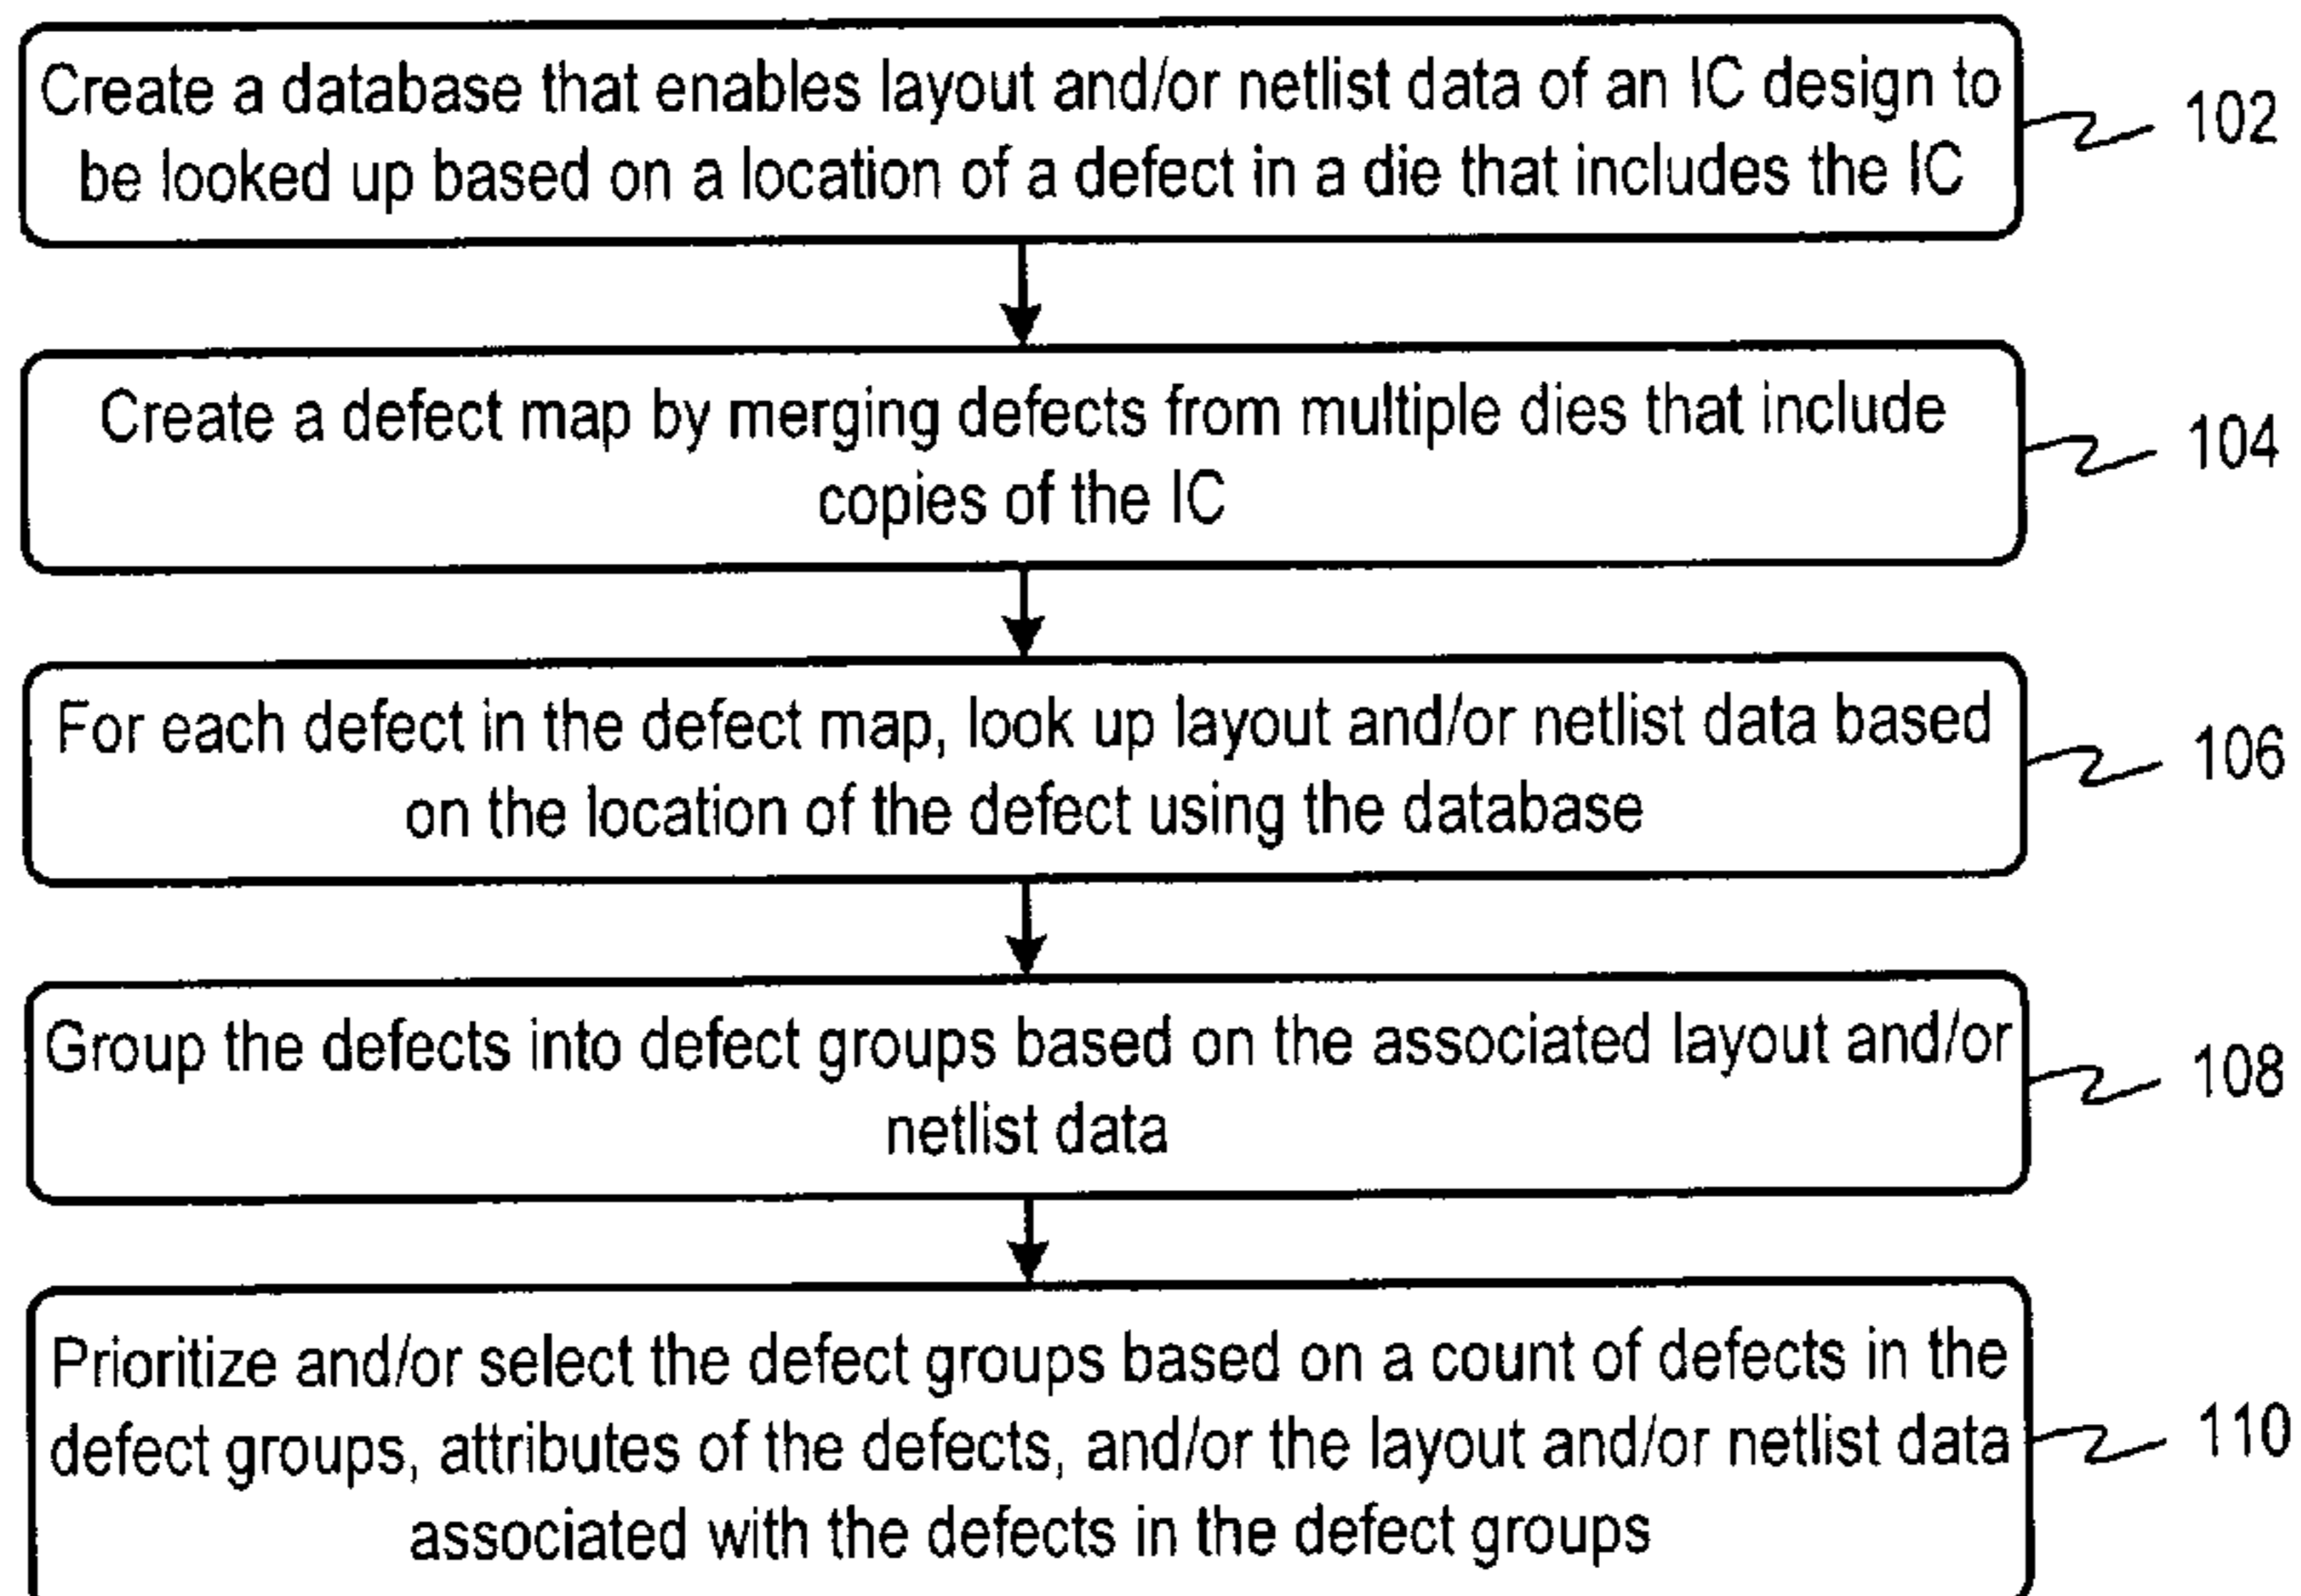 Create a database that enables layout and/or netlist data of an IC design to
be looked up based on a location of a defect in a die that includes the IC
102
Create a defect map by merging defects from multiple dies that include
copies of the IC
104
For each defect in the defect map, look up layout and/or netlist data based
on the location of the defect using the database
106
Group the defects into defect groups based on the associated layout and/or
netlist data
108
Prioritize and/or select the defect groups based on a count of defects in the
defect groups, attributes of the defects, and/or the layout and/or netlist data
associated with the defects in the defect groups
110